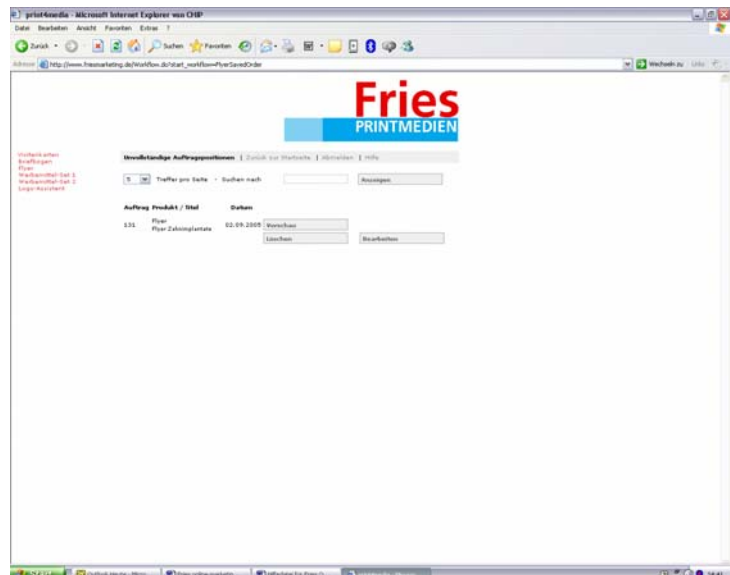 print4media - Microsoft Internet Explorer von CHIP
Datei Bearbeiten Ansicht Favoriten Extras ?
Zurück Suchen Favoriten
Adresse http://www.friesmarketing.de/Workflow.do?start_workflow=FlyerSavedOrder Wechseln zu Links
Fries
PRINTMEDIEN
Visitenkarten
Briefbogen
Flyer
Werbemittel-Set 1
Werbemittel-Set 2
Logo-Assistent
Unvollständige Auftragspositionen | Zurück zur Startseite | Abmelden | Hilfe
5 Treffer pro Seite - Suchen nach Anzeigen
Auftrag Produkt / Titel Datum
131 Flyer
Flyer Zahnimplantate 02.09.2005 Vorschau
Löschen Bearbeiten